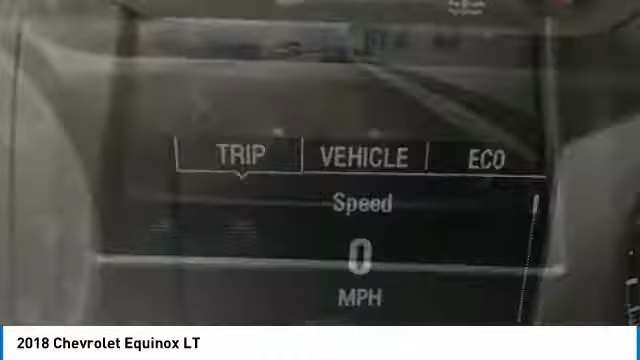 TRIP VEHICLE ECO
Speed
0
MPH
2018 Chevrolet Equinox LT